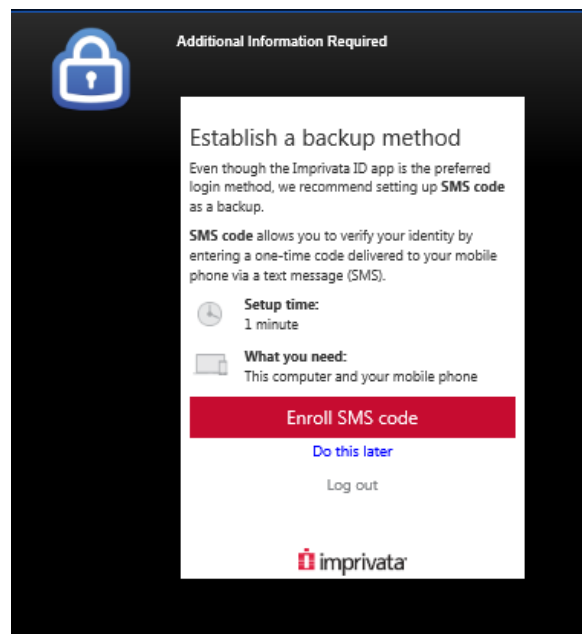 Additional Information Required
Establish a backup method
Even though the Imprivata ID app is the preferred
login method, we recommend setting up SMS code
as a backup.
SMS code allows you to verify your identity by
entering a one-time code delivered to your mobile
phone via a text message (SMS).
Setup time:
1 minute
What you need:
This computer and your mobile phone
Enroll SMS code
Do this later
Log out
imprivata